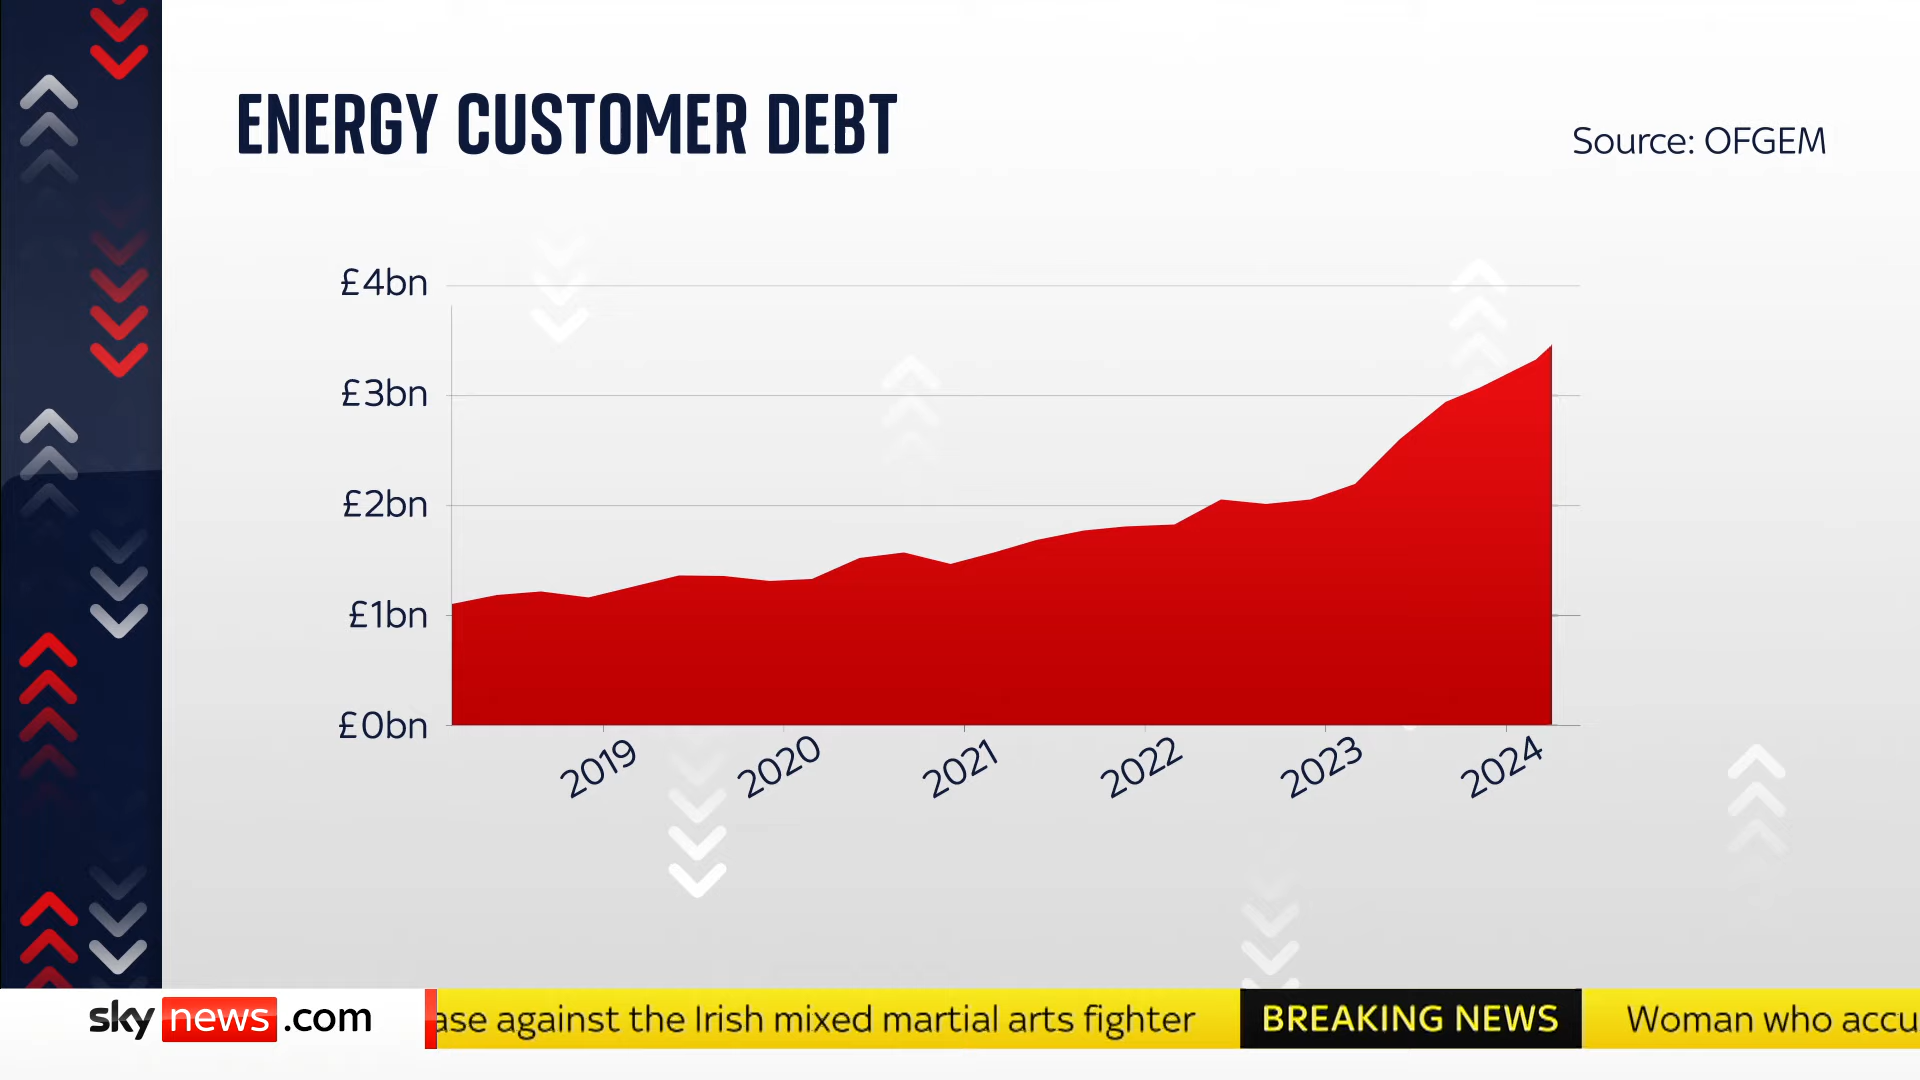 ENERGY CUSTOMER DEBT
Source: OFGEM
£4bn
£3bn
£2bn
£1bn
£0bn
2019 2020 2021 2022 2023 2024
sky news .com
ase against the Irish mixed martial arts fighter BREAKING NEWS Woman who accu